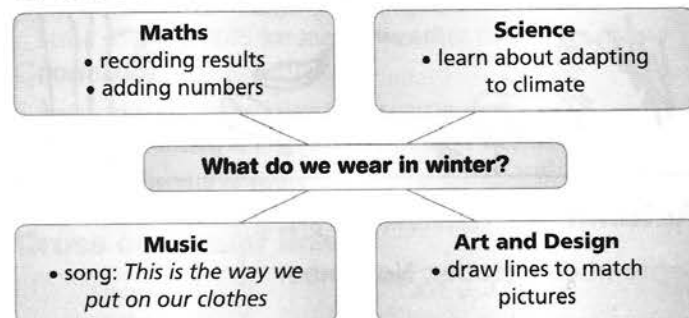 Maths
• recording results
• adding numbers
Science
• learn about adapting
to climate
What do we wear in winter?
Music
• song: This is the way we
put on our clothes
Art and Design
• draw lines to match
pictures